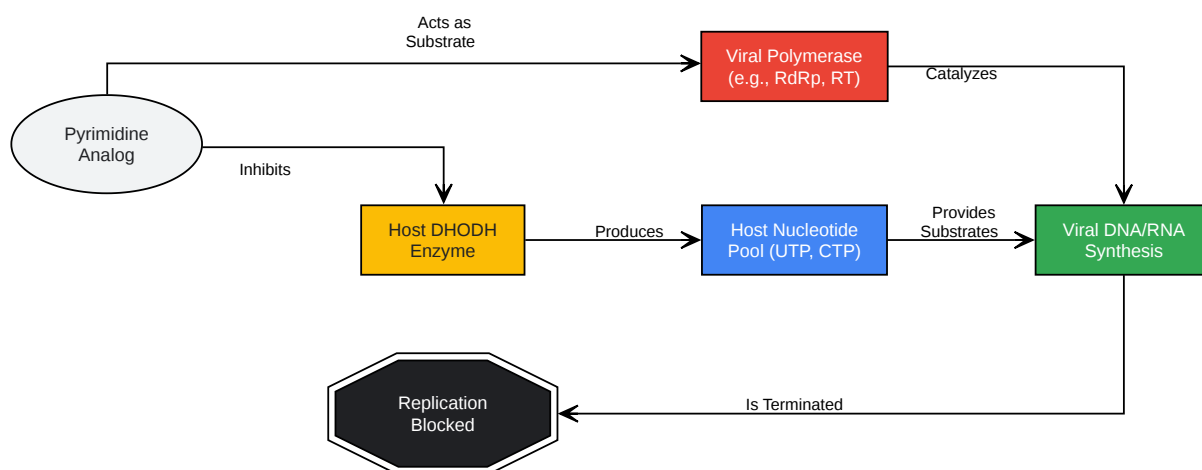 Acts as
Substrate
Viral Polymerase
(e.g., RdRp, RT)
Catalyzes
Pyrimidine
Analog
Inhibits
Host DHODH
Enzyme
Produces
Host Nucleotide
Pool (UTP, CTP)
Provides
Substrates
Viral DNA/RNA
Synthesis
Replication
Blocked
Is Terminated